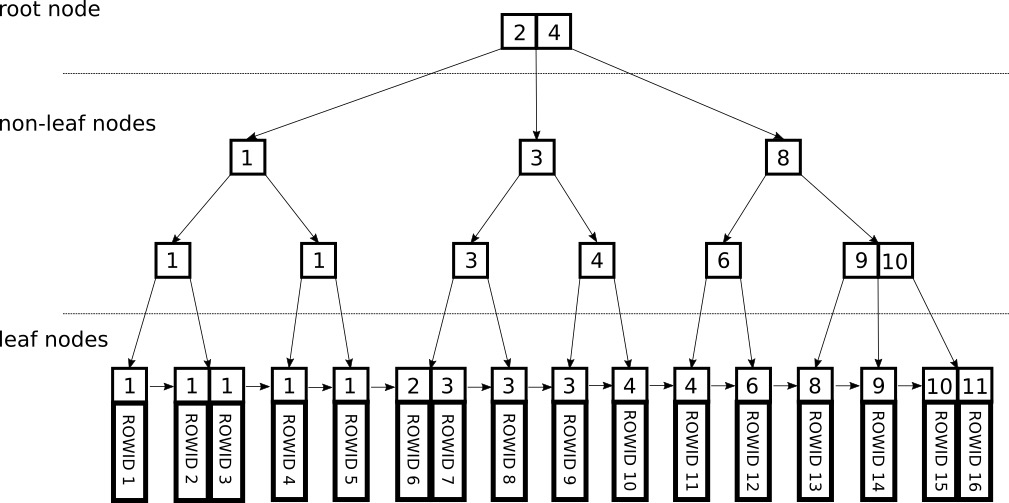 root node
2 4
non-leaf nodes
1 3 8
1 1 3 4 6 9 10
leaf nodes
1 1 1 1 1 2 3 3 3 4 4 6 8 9 10 11
ROWID 1
ROWID 2
ROWID 3
ROWID 4
ROWID 5
ROWID 6
ROWID 7
ROWID 8
ROWID 9
ROWID 10
ROWID 11
ROWID 12
ROWID 13
ROWID 14
ROWID 15
ROWID 16